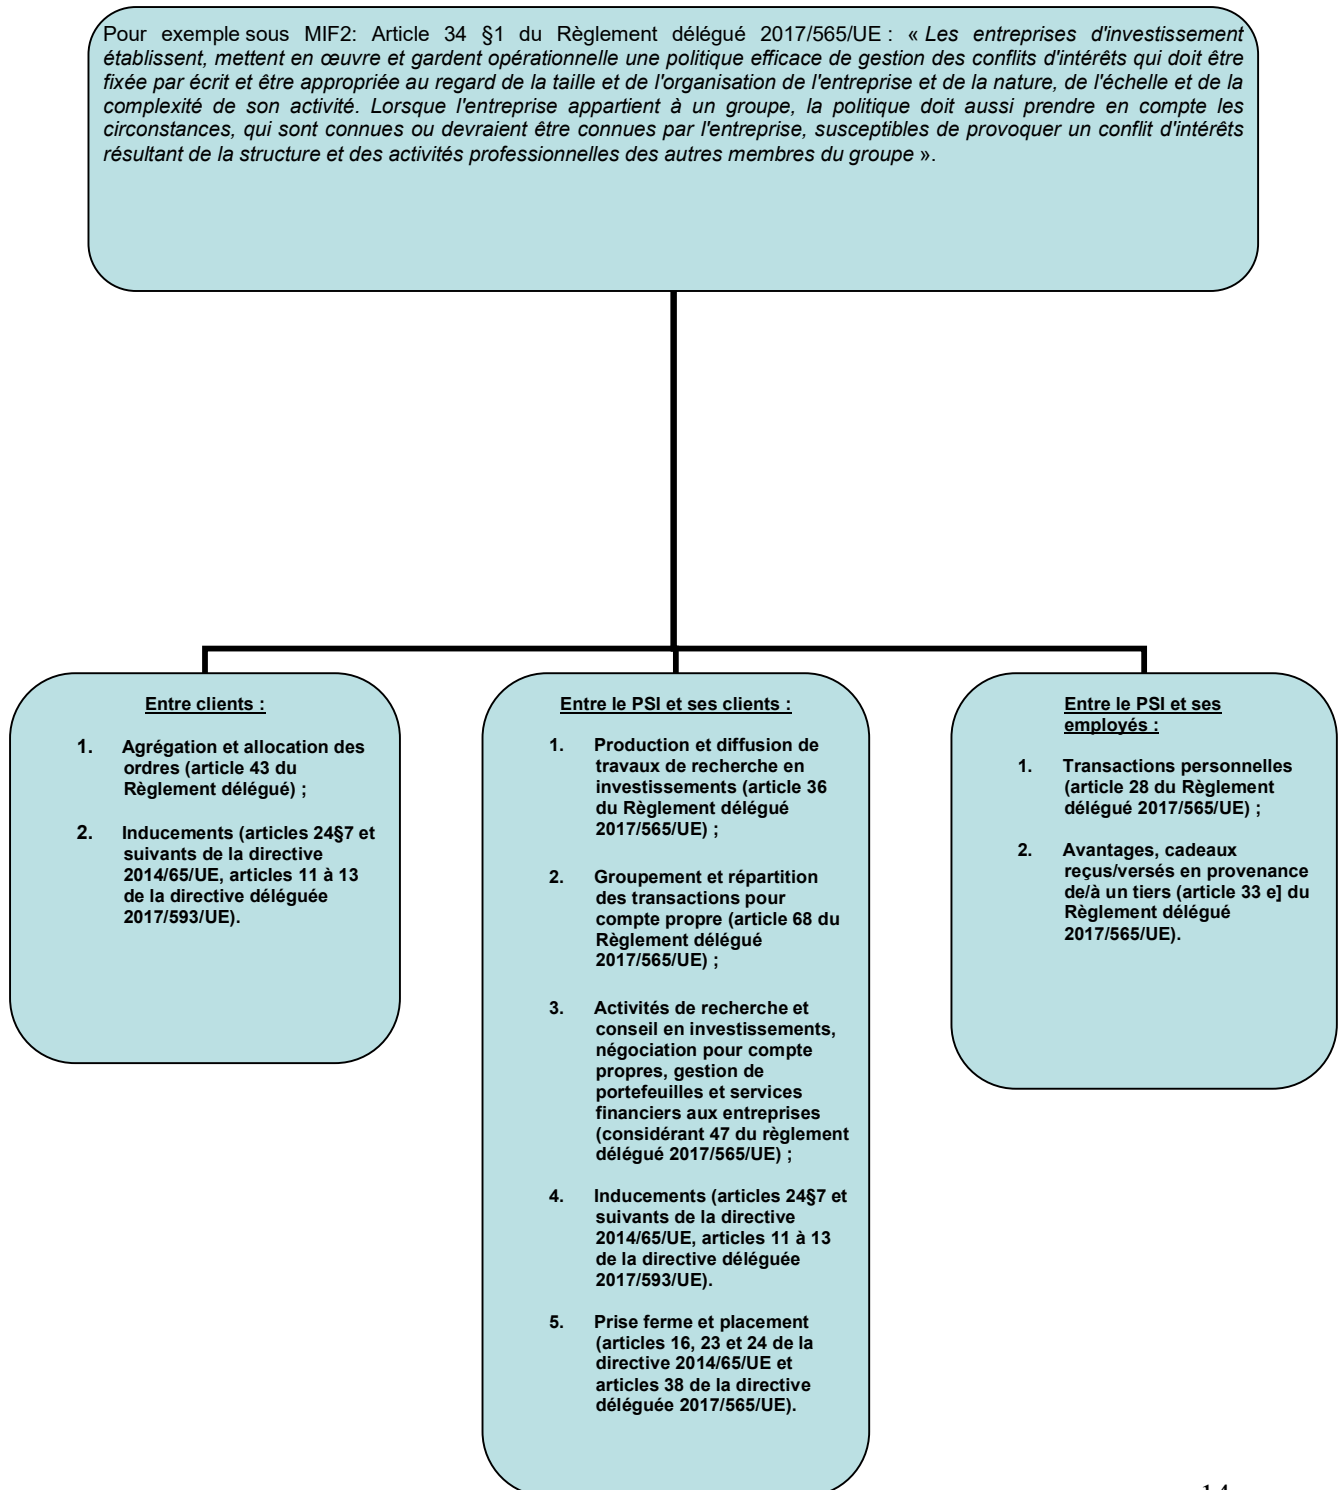 Pour exemple sous MIF2: Article 34 §1 du Règlement délégué 2017/565/UE : « Les entreprises d'investissement
établissent, mettent en œuvre et gardent opérationnelle une politique efficace de gestion des conflits d'intérêts qui doit être
fixée par écrit et être appropriée au regard de la taille et de l'organisation de l'entreprise et de la nature, de l'échelle et de la
complexité de son activité. Lorsque l'entreprise appartient à un groupe, la politique doit aussi prendre en compte les
circonstances, qui sont connues ou devraient être connues par l'entreprise, susceptibles de provoquer un conflit d'intérêts
résultant de la structure et des activités professionnelles des autres membres du groupe ».
Entre clients :
1. Agrégation et allocation des
ordres (article 43 du
Règlement délégué) ;
2. Inducements (articles 24§7 et
suivants de la directive
2014/65/UE, articles 11 à 13
de la directive déléguée
2017/593/UE).
Entre le PSI et ses clients :
1. Production et diffusion de
travaux de recherche en
investissements (article 36
du Règlement délégué
2017/565/UE) ;
2. Groupement et répartition
des transactions pour
compte propre (article 68 du
Règlement délégué
2017/565/UE) ;
3. Activités de recherche et
conseil en investissements,
négociation pour compte
propres, gestion de
portefeuilles et services
financiers aux entreprises
(considérant 47 du règlement
délégué 2017/565/UE) ;
4. Inducements (articles 24§7 et
suivants de la directive
2014/65/UE, articles 11 à 13
de la directive déléguée
2017/593/UE).
5. Prise ferme et placement
(articles 16, 23 et 24 de la
directive 2014/65/UE et
articles 38 de la directive
déléguée 2017/565/UE).
Entre le PSI et ses
employés :
1. Transactions personnelles
(article 28 du Règlement
délégué 2017/565/UE) ;
2. Avantages, cadeaux
reçus/versés en provenance
de/à un tiers (article 33 e] du
Règlement délégué
2017/565/UE).
14